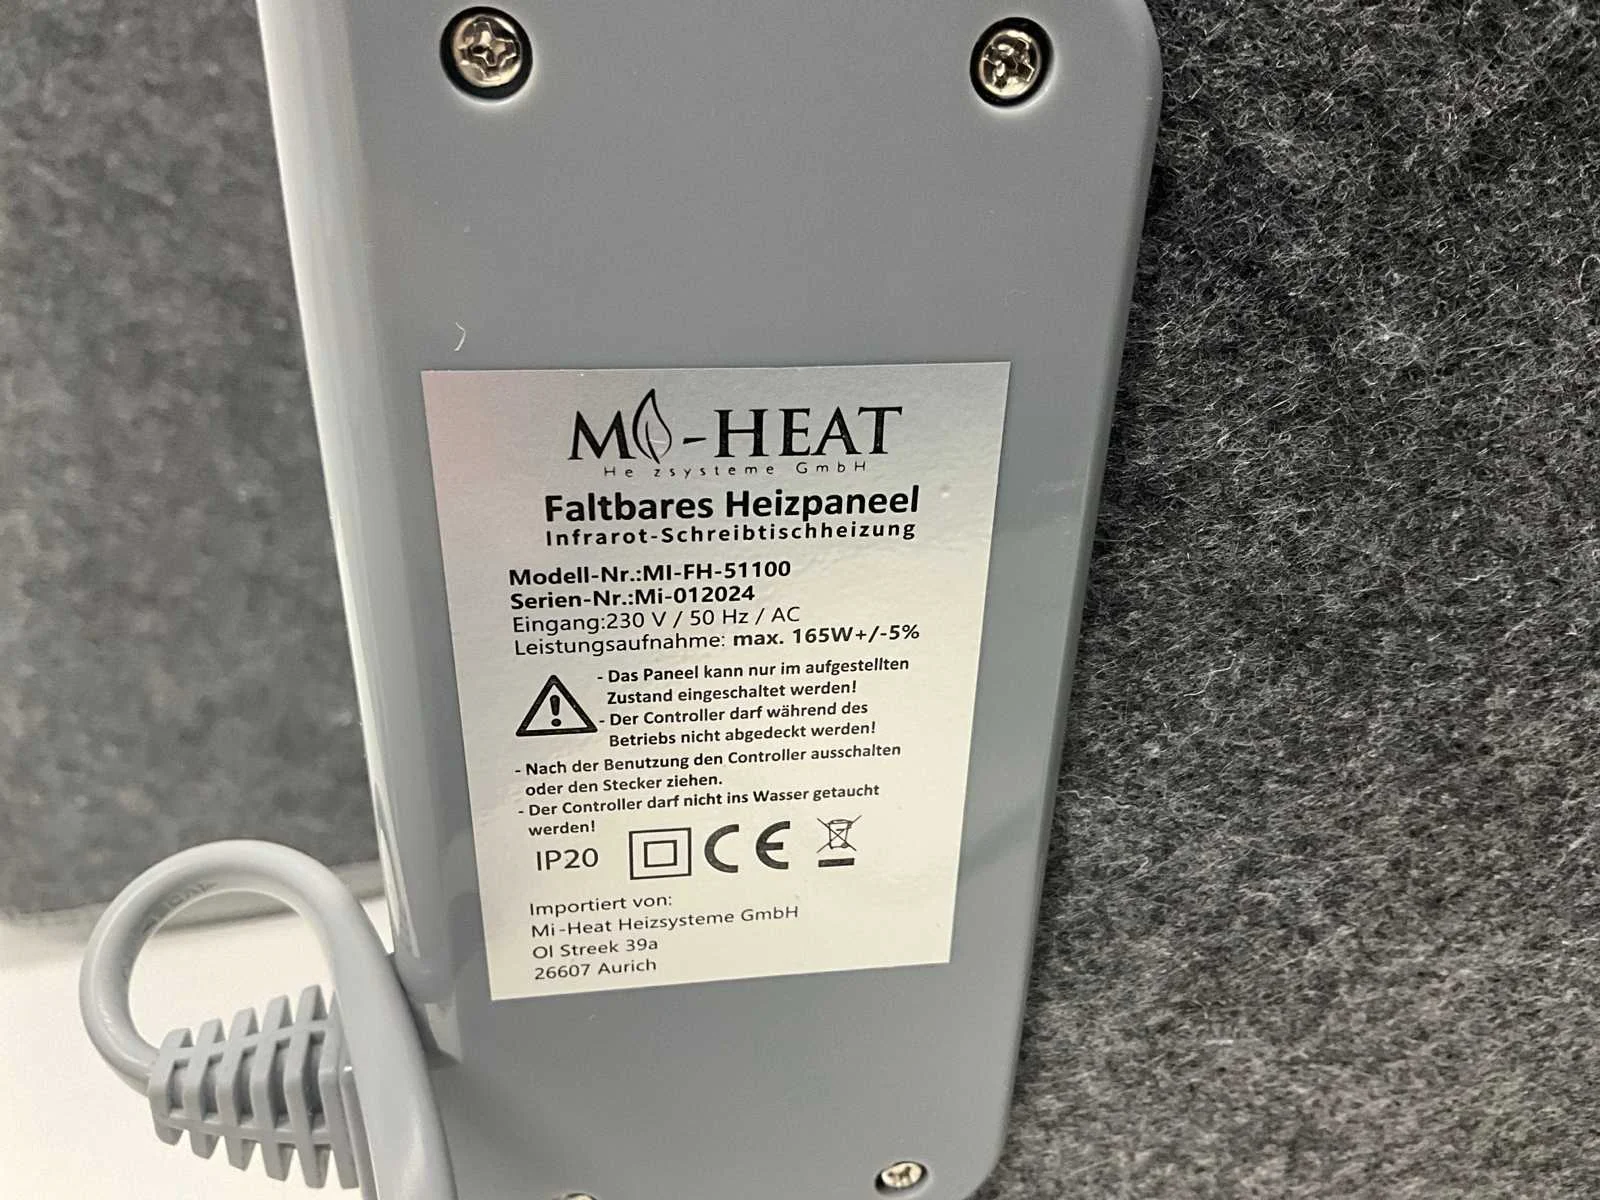 Mi-HEAT
Heizsysteme GmbH
Faltbares Heizpaneel
Infrarot-Schreibtischheizung
Modell-Nr.:MI-FH-51100
Serien-Nr.:Mi-012024
Eingang:230 V / 50 Hz / AC
Leistungsaufnahme: max. 165W+/-5%
- Das Paneel kann nur im aufgestellten
Zustand eingeschaltet werden!
- Der Controller darf während des
Betriebs nicht abgedeckt werden!
- Nach der Benutzung den Controller ausschalten
oder den Stecker ziehen.
- Der Controller darf nicht ins Wasser getaucht
werden!
IP20 CE
Importiert von:
Mi-Heat Heizsysteme GmbH
Ol Streek 39a
26607 Aurich